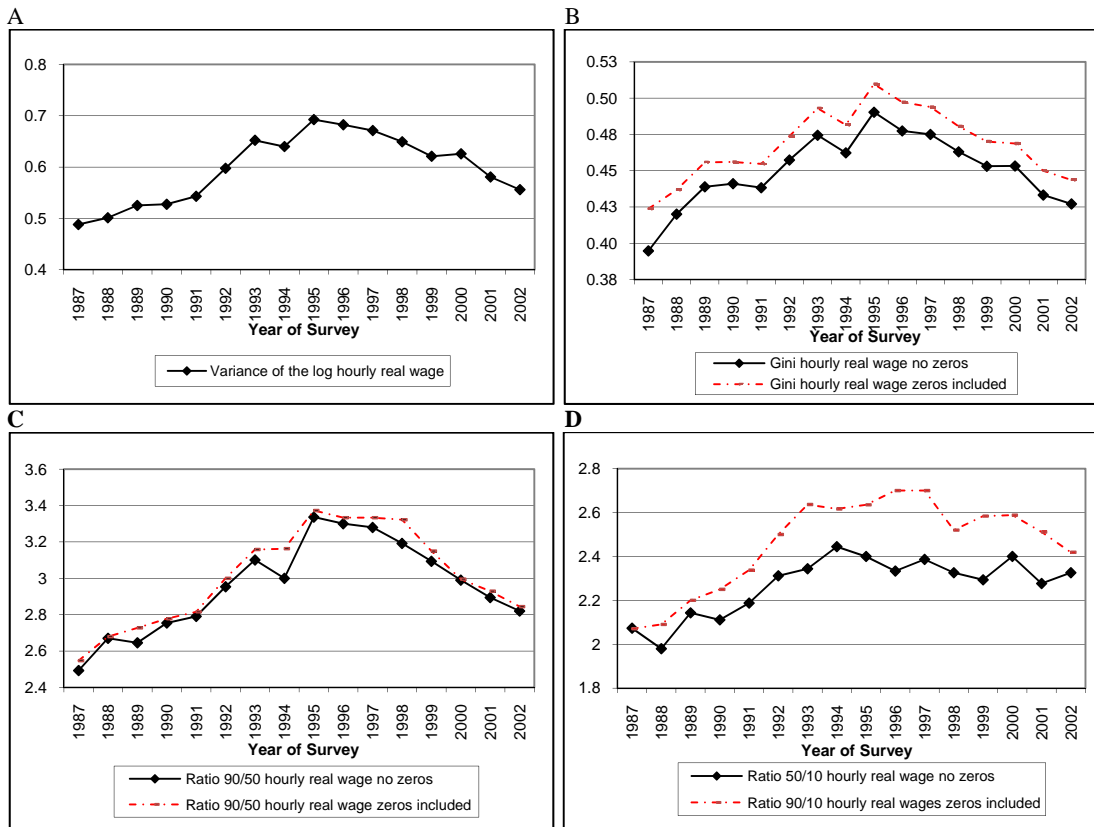 A
0.8
0.7
0.6
0.5
0.4
1987 1988 1989 1990 1991 1992 1993 1994 1995 1996 1997 1998 1999 2000 2001 2002
Year of Survey
Variance of the log hourly real wage
B
0.53
0.50
0.48
0.45
0.43
0.40
0.38
1987 1988 1989 1990 1991 1992 1993 1994 1995 1996 1997 1998 1999 2000 2001 2002
Year of Survey
Gini hourly real wage no zeros
Gini hourly real wage zeros included
C
3.6
3.4
3.2
3
2.8
2.6
2.4
1987 1988 1989 1990 1991 1992 1993 1994 1995 1996 1997 1998 1999 2000 2001 2002
Year of Survey
Ratio 90/50 hourly real wage no zeros
Ratio 90/50 hourly real wage zeros included
D
2.8
2.6
2.4
2.2
2
1.8
1987 1988 1989 1990 1991 1992 1993 1994 1995 1996 1997 1998 1999 2000 2001 2002
Year of Survey
Ratio 50/10 hourly real wage no zeros
Ratio 90/10 hourly real wages zeros included